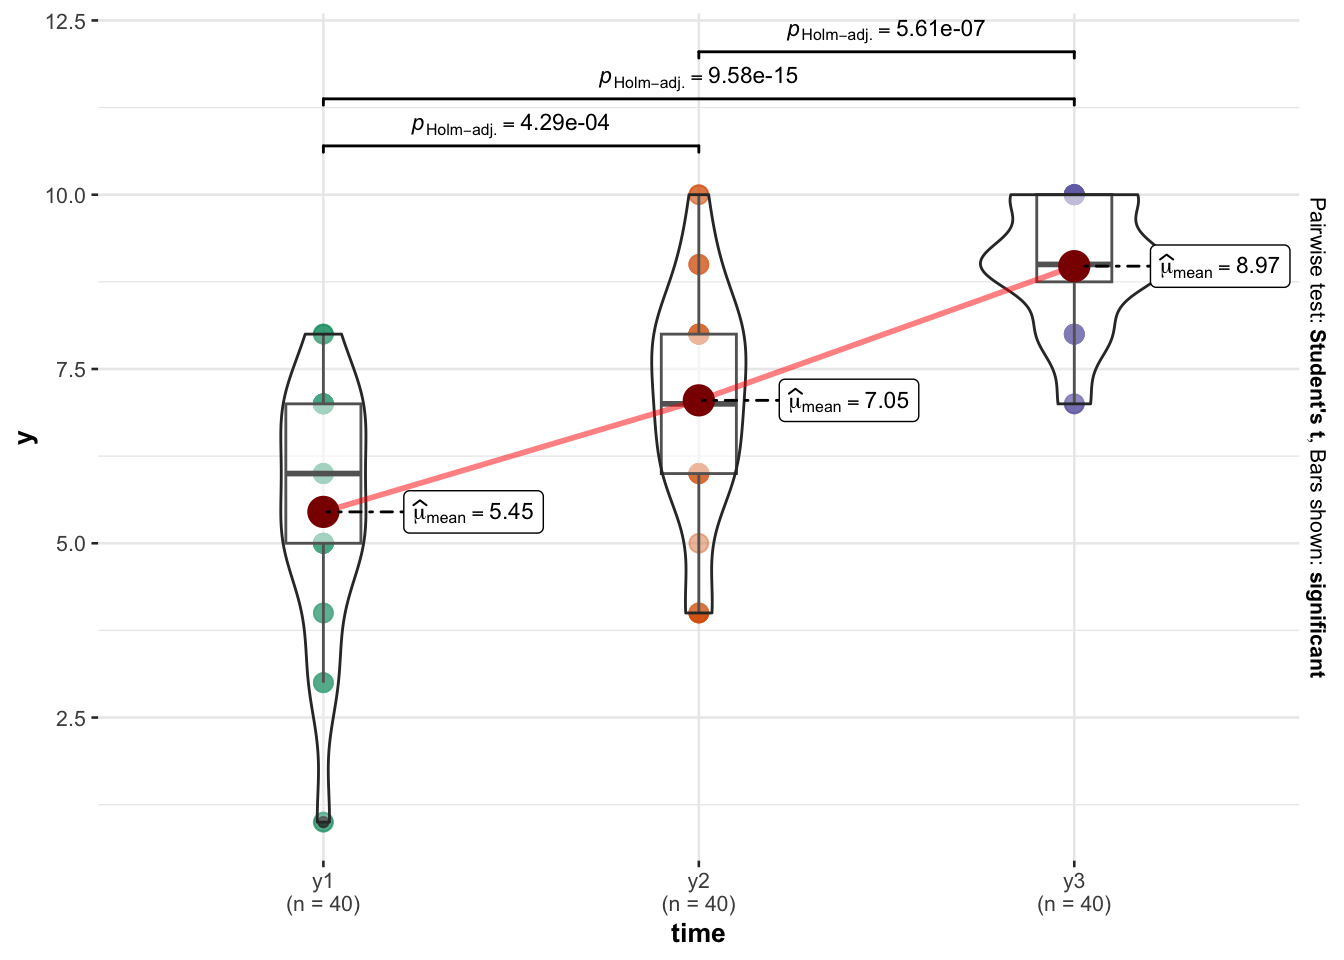 12.5
10.0
7.5
5.0
2.5
y
pHolm−adj. = 5.61e-07
pHolm−adj. = 9.58e-15
pHolm−adj. = 4.29e-04
μ̂mean = 8.97
μ̂mean = 7.05
μ̂mean = 5.45
Pairwise test: Student's t, Bars shown: significant
y1
(n = 40)
y2
(n = 40)
y3
(n = 40)
time